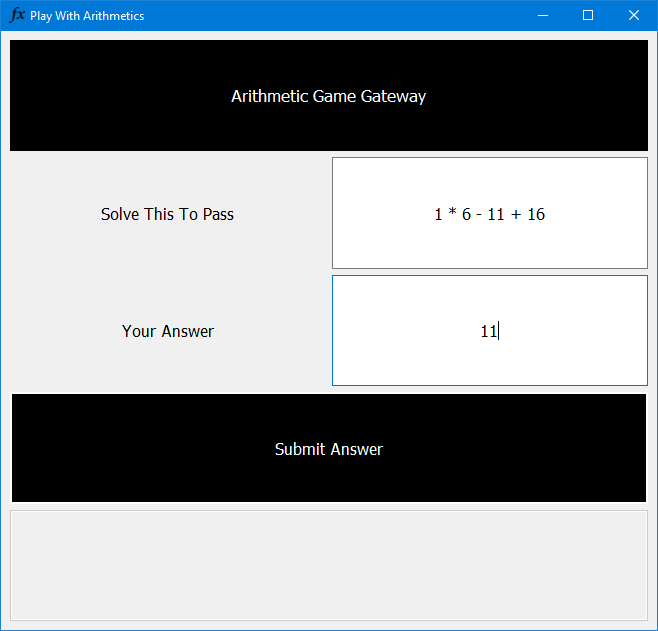 fx Play With Arithmetics
Arithmetic Game Gateway
Solve This To Pass
1 * 6 - 11 + 16
Your Answer
11
Submit Answer